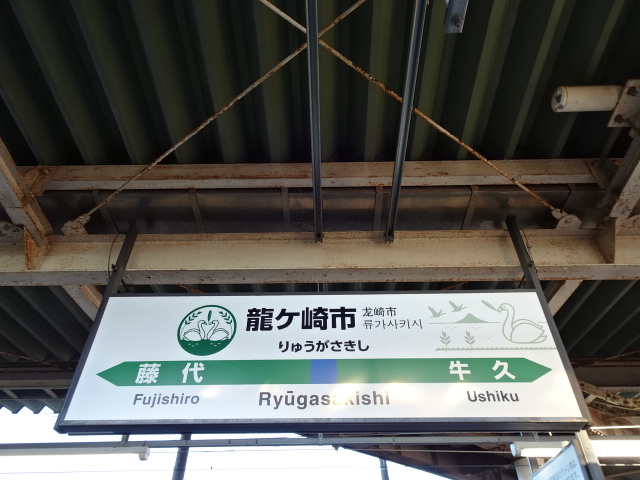 龍ケ崎市
龙崎市
류가사키시
りゅうがさきし
藤代
牛久
Fujishiro
Ryūgasakishi
Ushiku